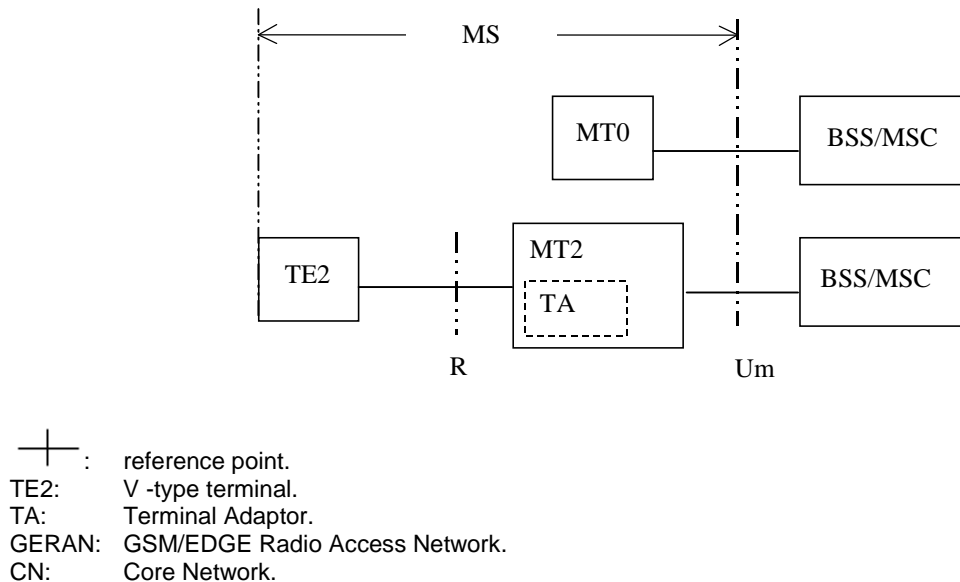 MS
MT0
BSS/MSC
TE2
MT2
TA
BSS/MSC
R
Um
: reference point.
TE2: V -type terminal.
TA: Terminal Adaptor.
GERAN: GSM/EDGE Radio Access Network.
CN: Core Network.